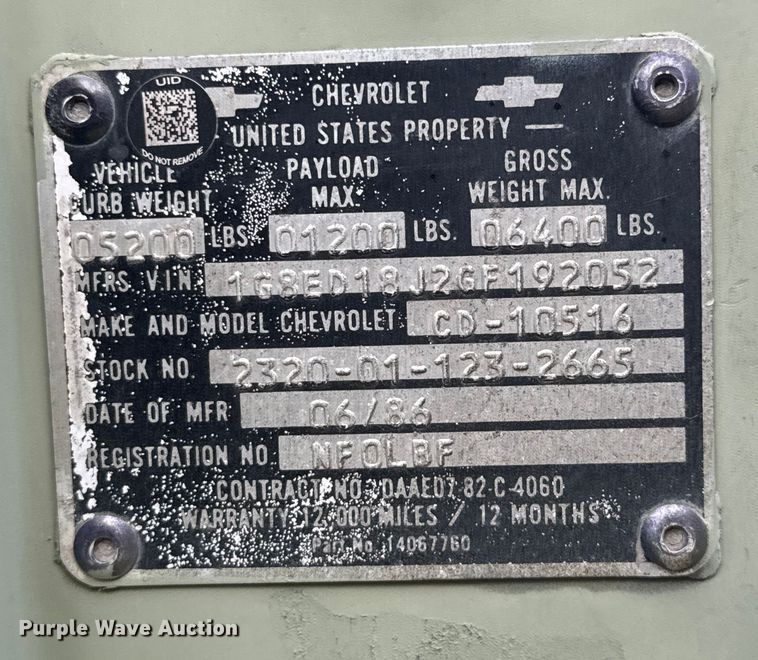 UID
DO NOT REMOVE
CHEVROLET
UNITED STATES PROPERTY
VEHICLE CURB WEIGHT 05200 LBS.
PAYLOAD MAX. 01200 LBS.
GROSS WEIGHT MAX. 06400 LBS.
MFRS. V.I.N. 1G8ED18J2GF192052
MAKE AND MODEL CHEVROLET CD-10516
STOCK NO. 2320-01-123-2665
DATE OF MFR 06/86
REGISTRATION NO NFOLBF
CONTRACT NO. DAAE07-82-C-4060
WARRANTY 12,000 MILES / 12 MONTHS
Part No. 14067760
Purple Wave Auction